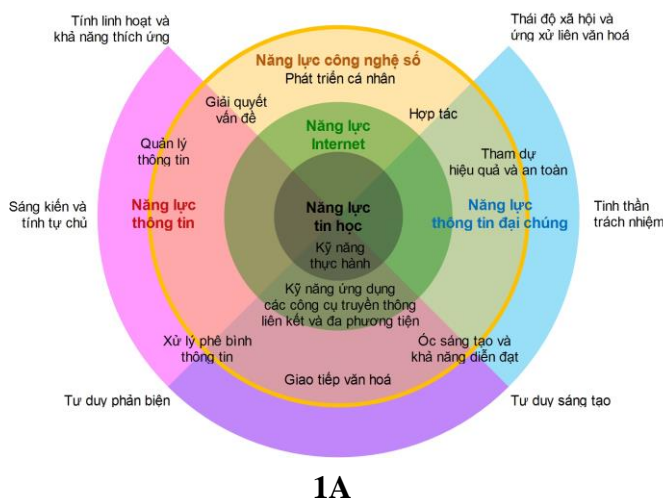 Tính linh hoạt và
khả năng thích ứng
Thái độ xã hội và
ứng xử liên văn hoá
Năng lực công nghệ số
Phát triển cá nhân
Giải quyết
vấn đề
Hợp tác
Năng lực
Internet
Quản lý
thông tin
Tham dự
hiệu quả và an toàn
Sáng kiến và
tính tự chủ
Năng lực
thông tin
Năng lực
tin học
Năng lực
thông tin đại chúng
Tinh thần
trách nhiệm
Kỹ năng
thực hành
Kỹ năng ứng dụng
các công cụ truyền thông
liên kết và đa phương tiện
Xử lý phê bình
thông tin
Óc sáng tạo và
khả năng diễn đạt
Giao tiếp văn hoá
Tư duy phản biện
Tư duy sáng tạo
1A